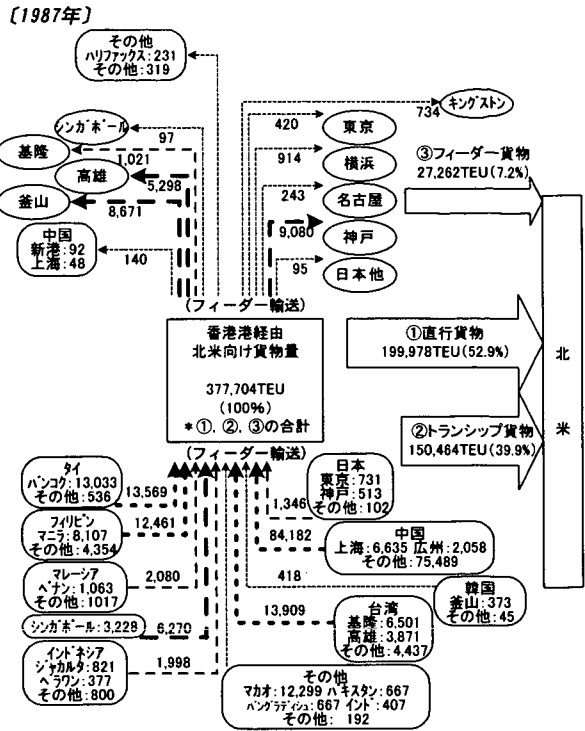 〔1987年〕
その他
ハリファックス:231
その他:319
キングストン
734
シンガポール
97
基隆
1,021
高雄
5,298
釜山
8,671
中国
新港:92
上海:48
140
420
東京
914
横浜
243
名古屋
9,080
神戸
95
日本他
③フィーダー貨物
27,262TEU(7.2%)
(フィーダー輸送)
香港港経由
北米向け貨物量
377,704TEU
(100%)
*①,②,③の合計
(フィーダー輸送)
①直行貨物
199,978TEU(52.9%)
②トランシップ貨物
150,464TEU(39.9%)
北
米
タイ
バンコク:13,033
その他:536
13,569
フィリピン
マニラ:8,107
その他:4,354
12,461
マレーシア
ペナン:1,063
その他:1017
2,080
シンガポール:3,228
6,270
インドネシア
ジャカルタ:821
ベラワン:377
その他:800
1,998
日本
東京:731
神戸:513
その他:102
1,346
中国
上海:6,635 広州:2,058
その他:75,489
84,182
418
韓国
釜山:373
その他:45
13,909
台湾
基隆:6,501
高雄:3,871
その他:4,437
その他
マカオ:12,299 パキスタン:667
バングラディシュ:667 インド:407
その他: 192